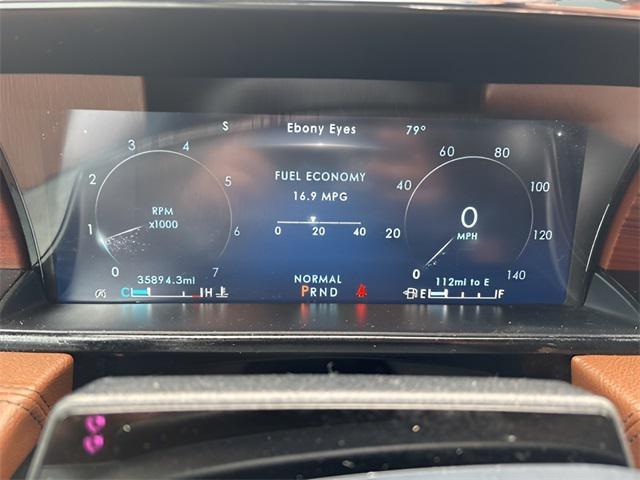 S Ebony Eyes 79°
FUEL ECONOMY
16.9 MPG
0 20 40
0 1 2 3 4 5 6 7
RPM
x1000
0 20 40 60 80 100 120 140
0
MPH
35894.3mi
NORMAL
112mi to E
C H
PRND
E F